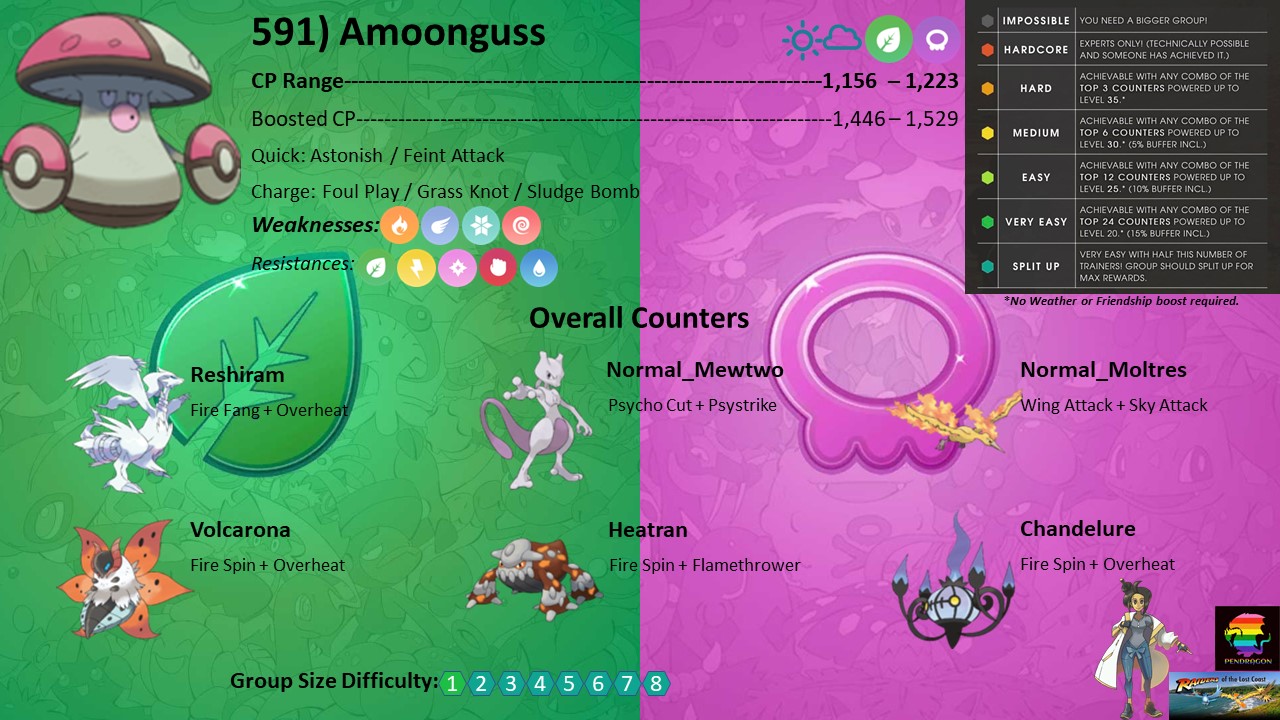 591) Amoonguss
CP Range------------------------------------------------------------------------------1,156 – 1,223
Boosted CP------------------------------------------------------------------------------1,446 – 1,529
Quick: Astonish / Feint Attack
Charge: Foul Play / Grass Knot / Sludge Bomb
Weaknesses:
Resistances:
IMPOSSIBLE YOU NEED A BIGGER GROUP!
HARDCORE EXPERTS ONLY! (TECHNICALLY POSSIBLE
AND SOMEONE HAS ACHIEVED IT.)
HARD ACHIEVABLE WITH ANY COMBO OF THE
TOP 3 COUNTERS POWERED UP TO
LEVEL 35.*
MEDIUM ACHIEVABLE WITH ANY COMBO OF THE
TOP 6 COUNTERS POWERED UP TO
LEVEL 30.* (5% BUFFER INCL.)
EASY ACHIEVABLE WITH ANY COMBO OF THE
TOP 12 COUNTERS POWERED UP TO
LEVEL 25.* (10% BUFFER INCL.)
VERY EASY ACHIEVABLE WITH ANY COMBO OF THE
TOP 24 COUNTERS POWERED UP TO
LEVEL 20.* (15% BUFFER INCL.)
SPLIT UP VERY EASY WITH HALF THIS NUMBER OF
TRAINERS! GROUP SHOULD SPLIT UP FOR
MAX REWARDS.
*No Weather or Friendship boost required.
Overall Counters
Reshiram
Fire Fang + Overheat
Normal_Mewtwo
Psycho Cut + Psystrike
Normal_Moltres
Wing Attack + Sky Attack
Volcarona
Fire Spin + Overheat
Heatran
Fire Spin + Flamethrower
Chandelure
Fire Spin + Overheat
Group Size Difficulty: 1 2 3 4 5 6 7 8
PENDRAGON
RAIDERS of the Lost Coast